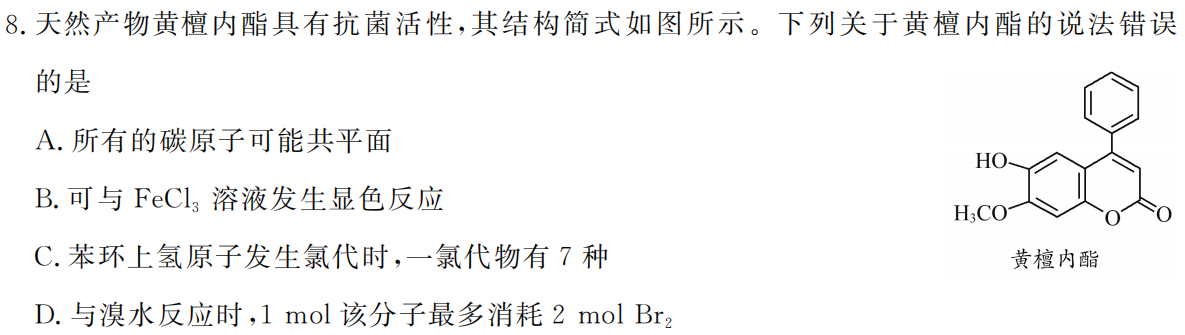 8. 天然产物黄檀内酯具有抗菌活性,其结构简式如图所示。下列关于黄檀内酯的说法错误
的是
A. 所有的碳原子可能共平面
B. 可与 FeCl₃ 溶液发生显色反应
C. 苯环上氢原子发生氯代时,一氯代物有 7 种
D. 与溴水反应时,1 mol 该分子最多消耗 2 mol Br₂
HO
H₃CO
O
O
黄檀内酯